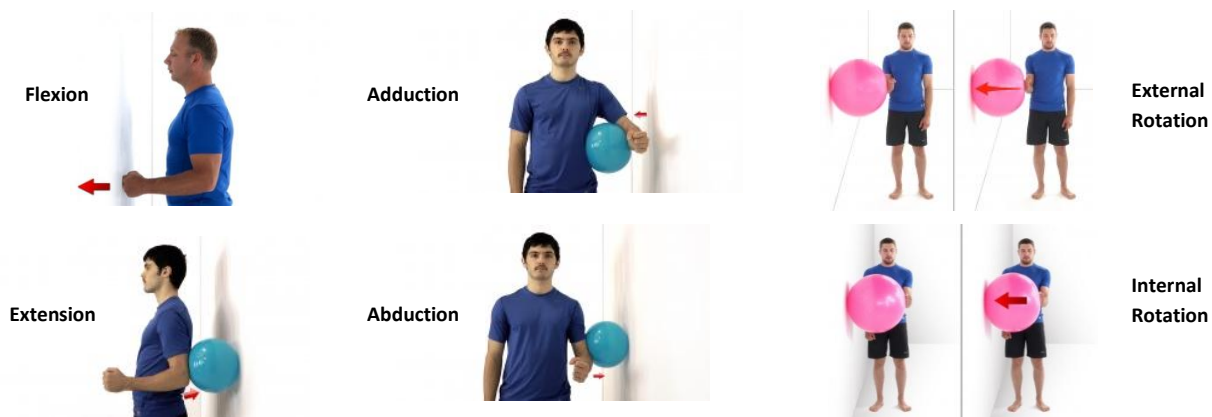 Flexion
Adduction
External
Rotation
Extension
Abduction
Internal
Rotation